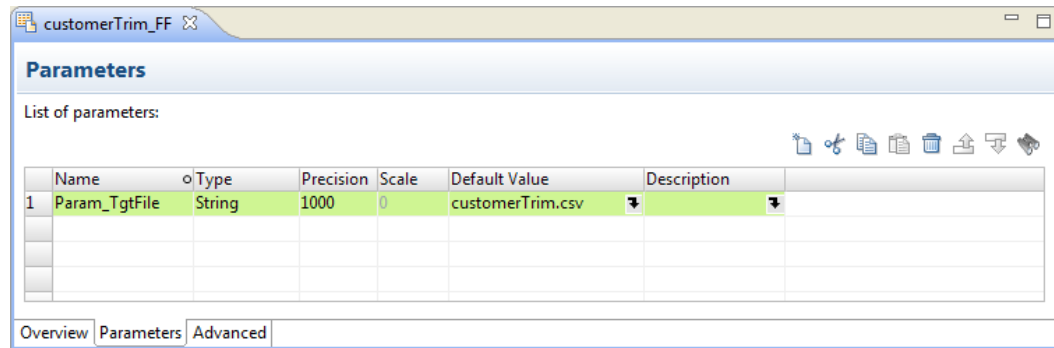 customerTrim_FF
Parameters
List of parameters:
Name Type Precision Scale Default Value Description
1 Param_TgtFile String 1000 0 customerTrim.csv
Overview Parameters Advanced